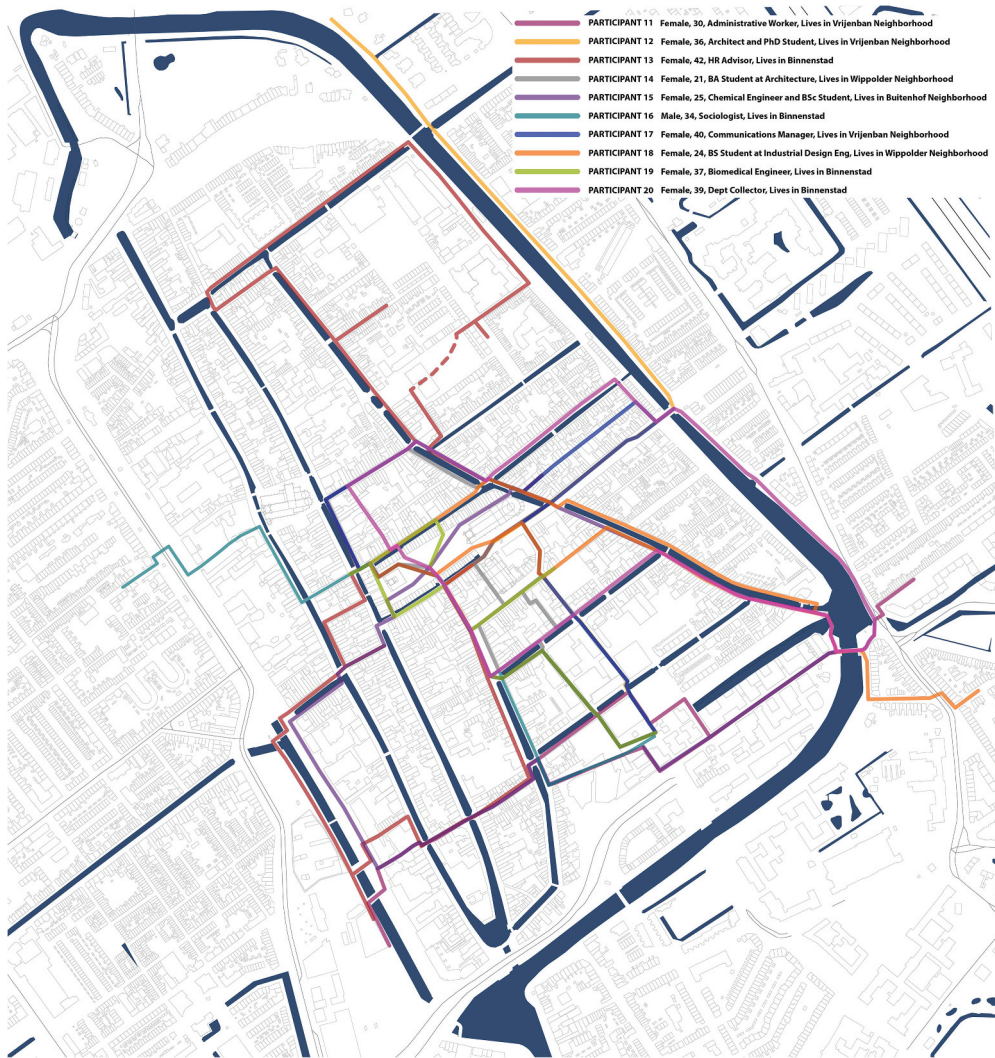 PARTICIPANT 11 Female, 30, Administrative Worker, Lives in Vrijenban Neighborhood
PARTICIPANT 12 Female, 36, Architect and PhD Student, Lives in Vrijenban Neighborhood
PARTICIPANT 13 Female, 42, HR Advisor, Lives in Binnenstad
PARTICIPANT 14 Female, 21, BA Student at Architecture, Lives in Wippolder Neighborhood
PARTICIPANT 15 Female, 25, Chemical Engineer and BSc Student, Lives in Buitenhof Neighborhood
PARTICIPANT 16 Male, 34, Sociologist, Lives in Binnenstad
PARTICIPANT 17 Female, 40, Communications Manager, Lives in Vrijenban Neighborhood
PARTICIPANT 18 Female, 24, BS Student at Industrial Design Eng, Lives in Wippolder Neighborhood
PARTICIPANT 19 Female, 37, Biomedical Engineer, Lives in Binnenstad
PARTICIPANT 20 Female, 39, Dept Collector, Lives in Binnenstad